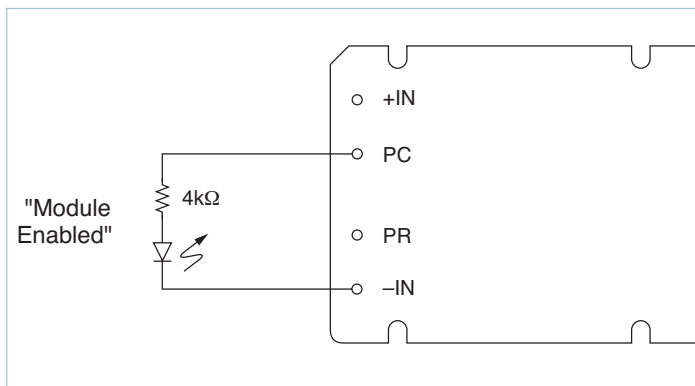 +IN
PC
4kΩ
"Module
Enabled"
PR
–IN